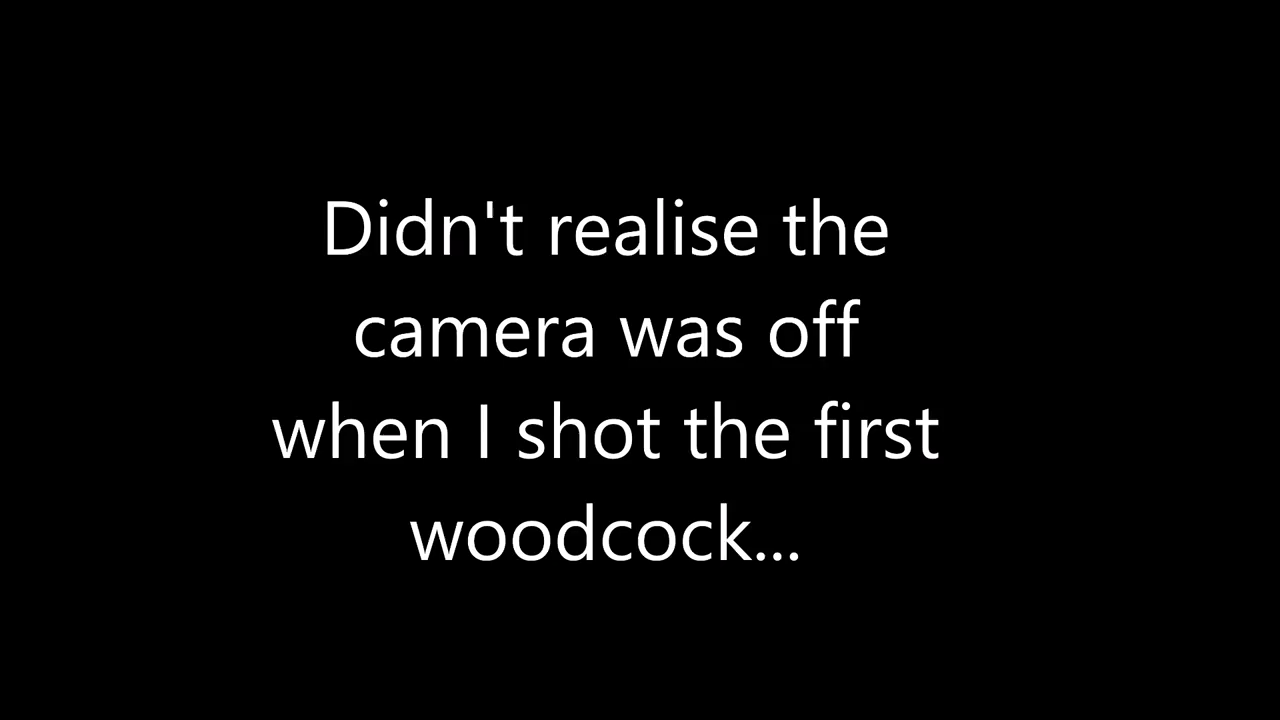 Didn't realise the
camera was off
when I shot the first
woodcock...